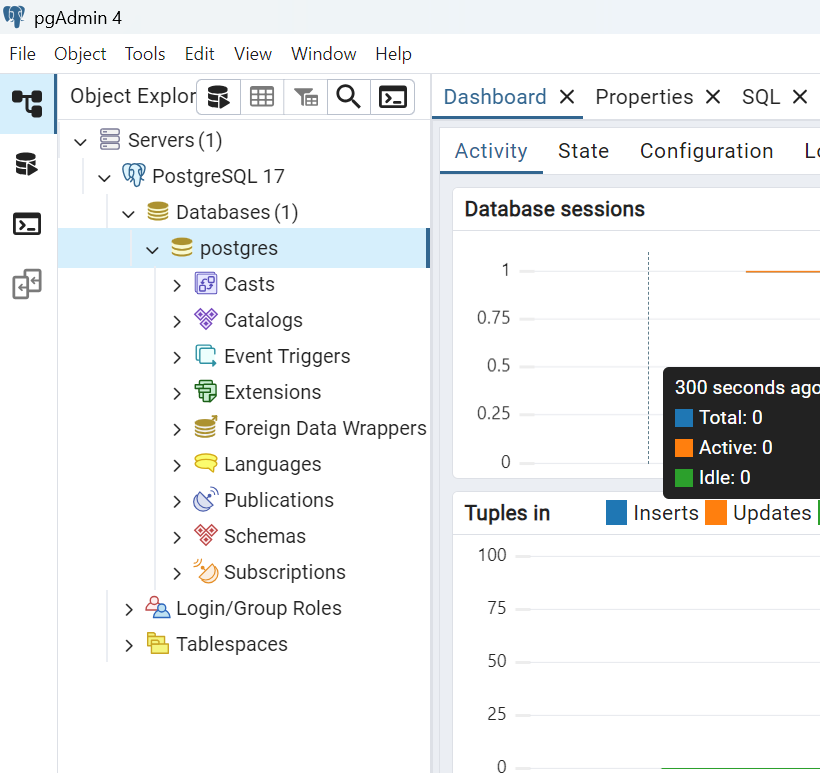 pgAdmin 4
File Object Tools Edit View Window Help
Object Explor
Servers (1)
PostgreSQL 17
Databases (1)
postgres
Casts
Catalogs
Event Triggers
Extensions
Foreign Data Wrappers
Languages
Publications
Schemas
Subscriptions
Login/Group Roles
Tablespaces
Dashboard Properties SQL
Activity State Configuration Lo
Database sessions
1
0.75
0.5
0.25
0
300 seconds ago
Total: 0
Active: 0
Idle: 0
Tuples in Inserts Updates
100
75
50
25
0